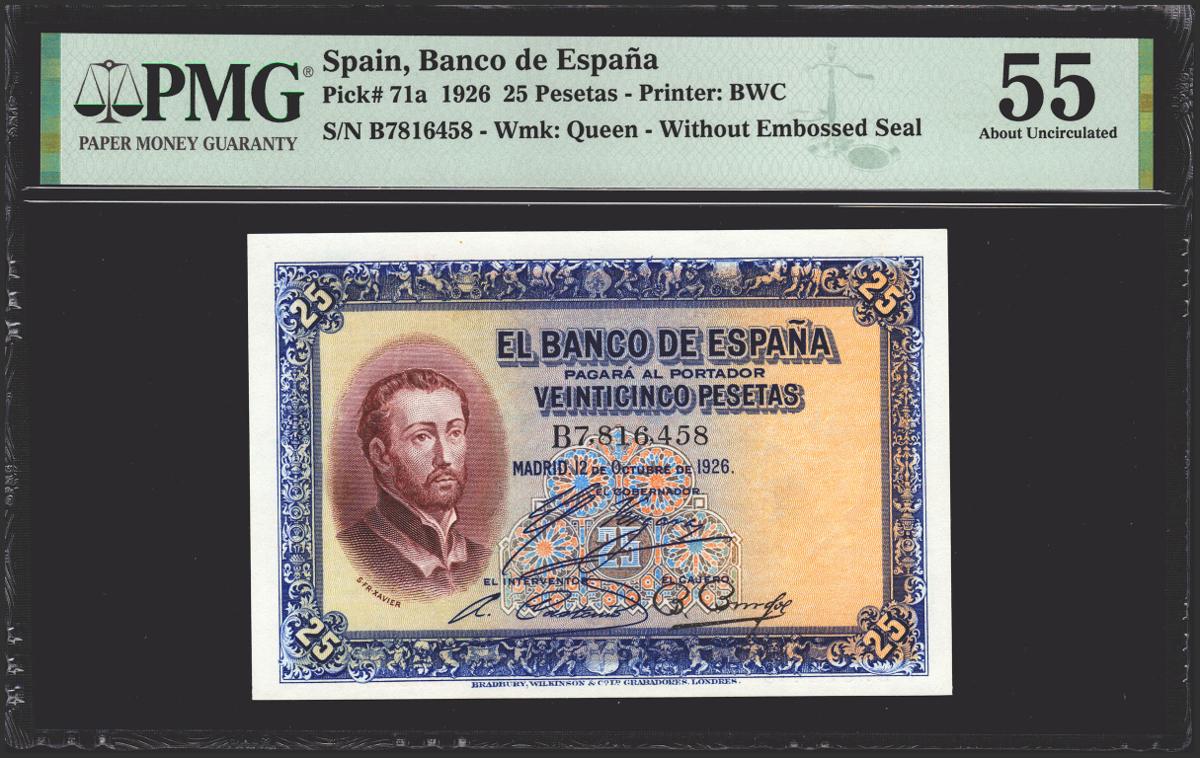 PMG®
PAPER MONEY GUARANTY
Spain, Banco de España
Pick# 71a 1926 25 Pesetas - Printer: BWC
S/N B7816458 - Wmk: Queen - Without Embossed Seal
55
About Uncirculated
25
25
EL BANCO DE ESPAÑA
PAGARÁ AL PORTADOR
VEINTICINCO PESETAS
B7,816,458
MADRID, 12 DE OCTUBRE DE 1926.
EL GOBERNADOR
25
EL INTERVENTOR
EL CAJERO
S. FR. XAVIER
25
25
BRADBURY, WILKINSON & Cº Lᴰ GRABADORES. LONDRES.